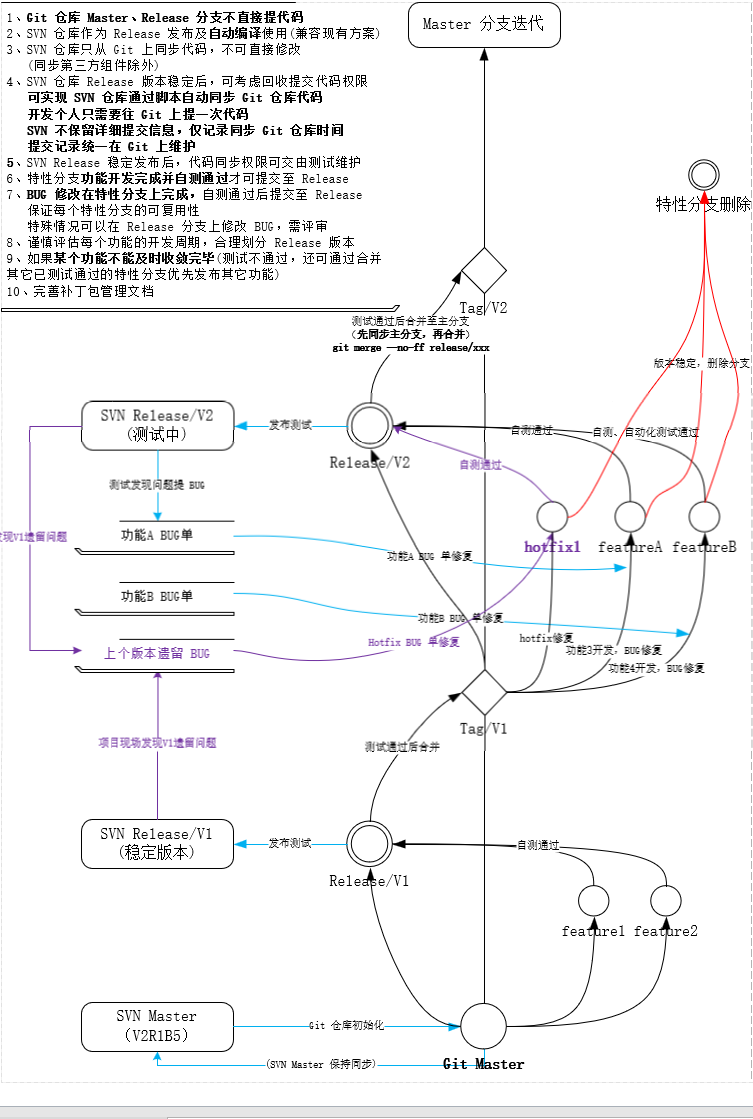 1、Git 仓库 Master、Release 分支不直接提代码
2、SVN 仓库作为 Release 发布及自动编译使用(兼容现有方案)
3、SVN 仓库只从 Git 上同步代码，不可直接修改
(同步第三方组件除外)
4、SVN 仓库 Release 版本稳定后，可考虑回收提交代码权限
可实现 SVN 仓库通过脚本自动同步 Git 仓库代码
开发个人只需要往 Git 上提一次代码
SVN 不保留详细提交信息，仅记录同步 Git 仓库时间
提交记录统一在 Git 上维护
5、SVN Release 稳定发布后，代码同步权限可交由测试维护
6、特性分支功能开发完成并自测通过才可提交至 Release
7、BUG 修改在特性分支上完成，自测通过后提交至 Release
保证每个特性分支的可复用性
特殊情况可以在 Release 分支上修改 BUG，需评审
8、谨慎评估每个功能的开发周期，合理划分 Release 版本
9、如果某个功能不能及时收敛完毕(测试不通过，还可通过合并
其它已测试通过的特性分支优先发布其它功能)
10、完善补丁包管理文档
Master 分支迭代
特性分支删除
Tag/V2
测试通过后合并至主分支
(先同步主分支，再合并)
git merge --no-ff release/xxx
版本稳定，删除分支
SVN Release/V2
(测试中)
发布测试
Release/V2
自测通过
自测、自动化测试通过
自测通过
测试发现问题提 BUG
发现V1遗留问题
功能A BUG单
hotfix1
featureA
featureB
功能A BUG 单修复
功能B BUG单
功能B BUG 单修复
上个版本遗留 BUG
Hotfix BUG 单修复
hotfix修复
功能3开发，BUG修复
功能4开发，BUG修复
Tag/V1
项目现场发现V1遗留问题
测试通过后合并
SVN Release/V1
(稳定版本)
发布测试
Release/V1
自测通过
feature1
feature2
SVN Master
(V2R1B5)
Git 仓库初始化
(SVN Master 保持同步)
Git Master